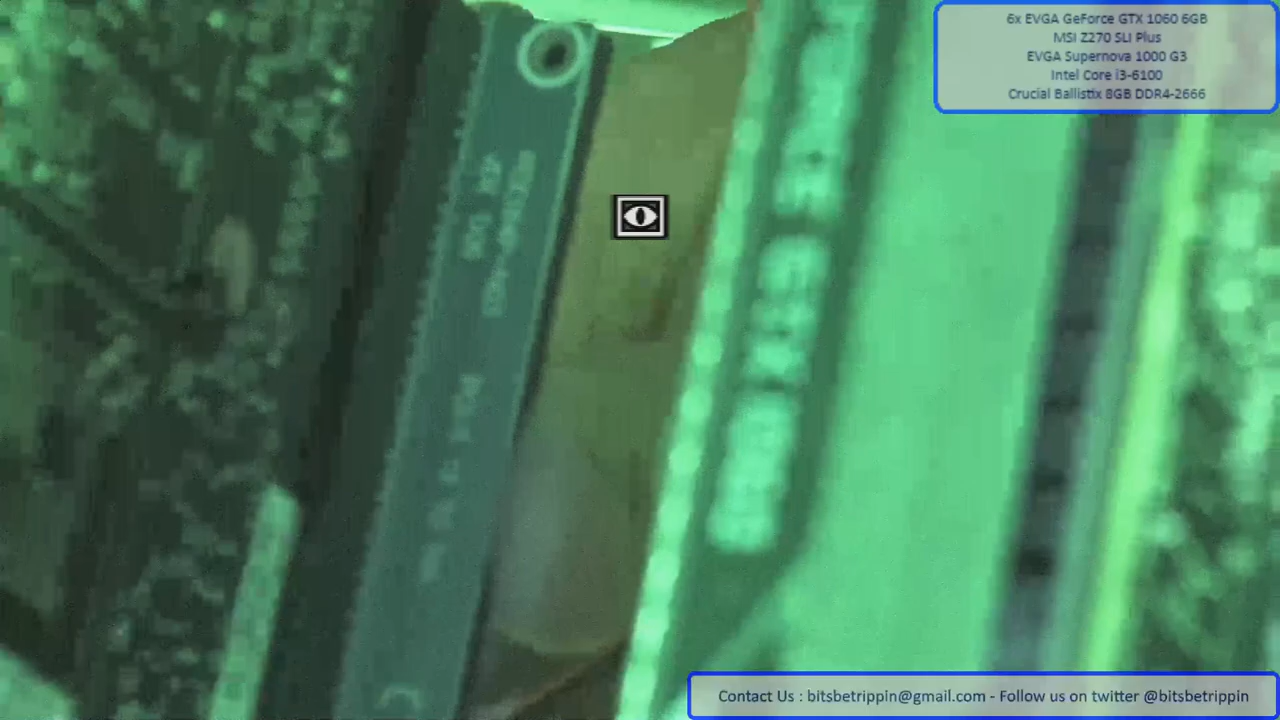 6x EVGA GeForce GTX 1060 6GB
MSI Z270 SLI Plus
EVGA Supernova 1000 G3
Intel Core i3-6100
Crucial Ballistix 8GB DDR4-2666
Contact Us : bitsbetrippin@gmail.com - Follow us on twitter @bitsbetrippin